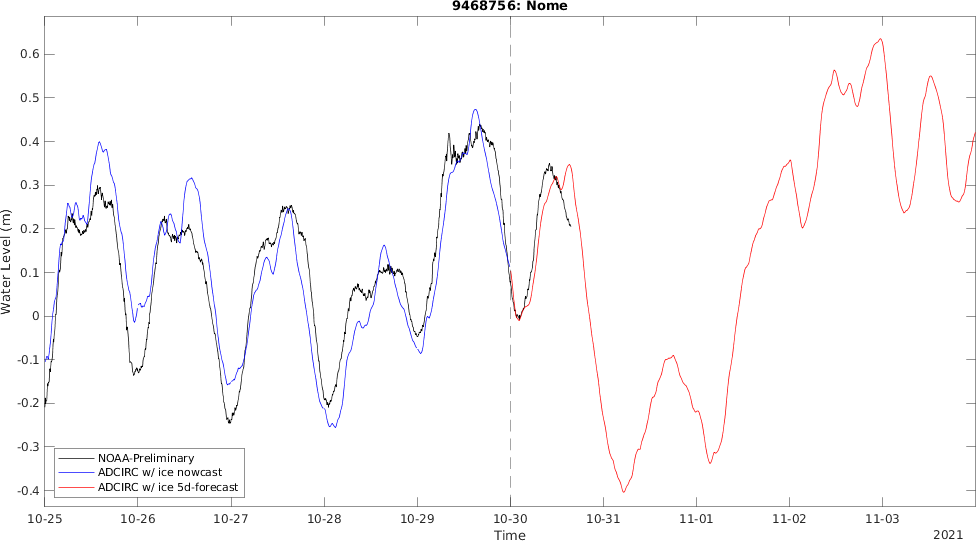 9468756: Nome
Water Level (m)
0.6
0.5
0.4
0.3
0.2
0.1
0
-0.1
-0.2
-0.3
-0.4
NOAA-Preliminary
ADCIRC w/ ice nowcast
ADCIRC w/ ice 5d-forecast
10-25 10-26 10-27 10-28 10-29 10-30 10-31 11-01 11-02 11-03
Time
2021